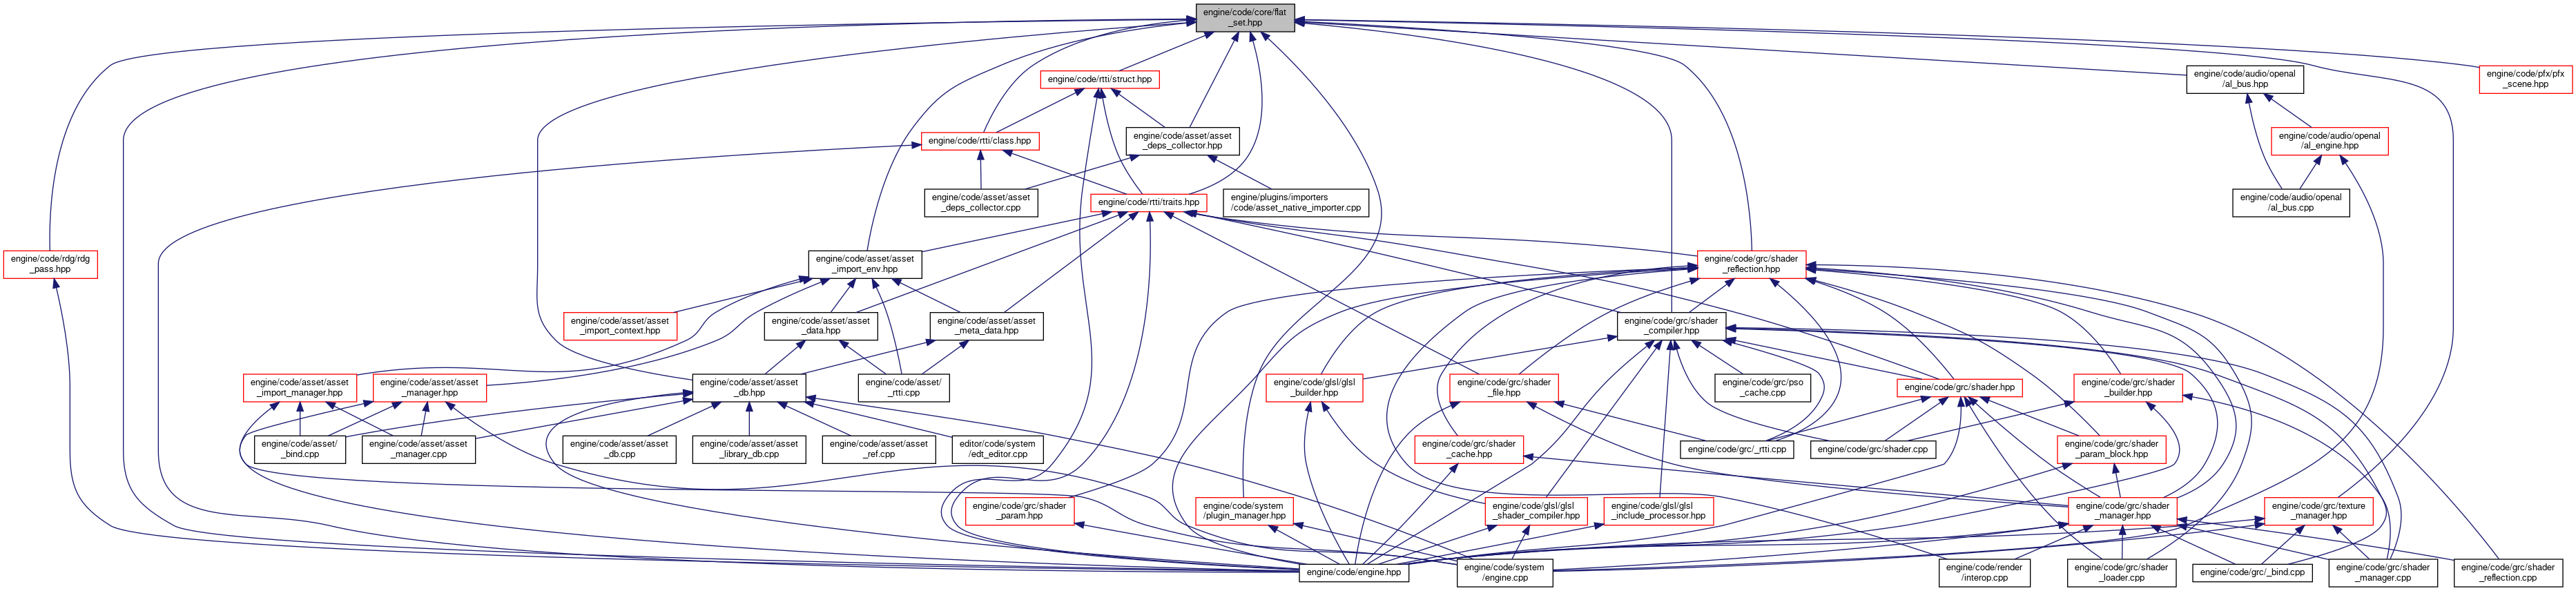 engine/code/core/flat
_set.hpp
engine/code/rtti/struct.hpp
engine/code/audio/openal
/al_bus.hpp
engine/code/pfx/pfx
_scene.hpp
engine/code/rtti/class.hpp
engine/code/asset/asset
_deps_collector.hpp
engine/code/audio/openal
/al_engine.hpp
engine/code/asset/asset
_deps_collector.cpp
engine/code/rtti/traits.hpp
engine/plugins/importers
/code/asset_native_importer.cpp
engine/code/audio/openal
/al_bus.cpp
engine/code/rdg/rdg
_pass.hpp
engine/code/asset/asset
_import_env.hpp
engine/code/grc/shader
_reflection.hpp
engine/code/asset/asset
_import_context.hpp
engine/code/asset/asset
_data.hpp
engine/code/asset/asset
_meta_data.hpp
engine/code/grc/shader
_compiler.hpp
engine/code/asset/asset
_import_manager.hpp
engine/code/asset/asset
_manager.hpp
engine/code/asset/asset
_db.hpp
engine/code/asset/
_rtti.cpp
engine/code/glsl/glsl
_builder.hpp
engine/code/grc/shader
_file.hpp
engine/code/grc/pso
_cache.cpp
engine/code/grc/shader.hpp
engine/code/grc/shader
_builder.hpp
engine/code/asset/
_bind.cpp
engine/code/asset/asset
_manager.cpp
engine/code/asset/asset
_db.cpp
engine/code/asset/asset
_library_db.cpp
engine/code/asset/asset
_ref.cpp
editor/code/system
/edt_editor.cpp
engine/code/grc/shader
_cache.hpp
engine/code/grc/_rtti.cpp
engine/code/grc/shader.cpp
engine/code/grc/shader
_param_block.hpp
engine/code/grc/shader
_param.hpp
engine/code/system
/plugin_manager.hpp
engine/code/glsl/glsl
_shader_compiler.hpp
engine/code/glsl/glsl
_include_processor.hpp
engine/code/grc/shader
_manager.hpp
engine/code/grc/texture
_manager.hpp
engine/code/engine.hpp
engine/code/system
/engine.cpp
engine/code/render
/interop.cpp
engine/code/grc/shader
_loader.cpp
engine/code/grc/_bind.cpp
engine/code/grc/shader
_manager.cpp
engine/code/grc/shader
_reflection.cpp